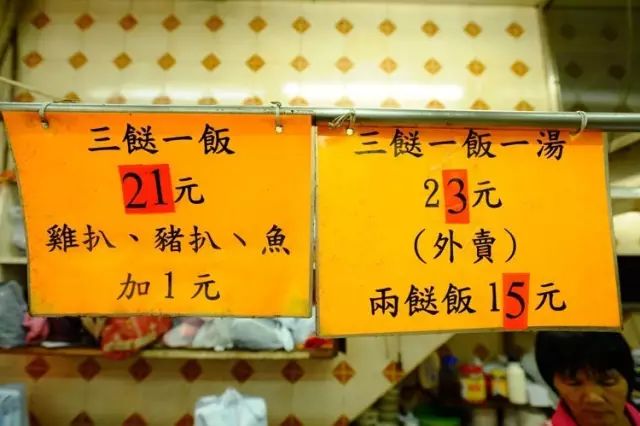 三餸一飯
21元
雞扒、豬扒、魚
加1元
三餸一飯一湯
23元
（外賣）
兩餸飯15元